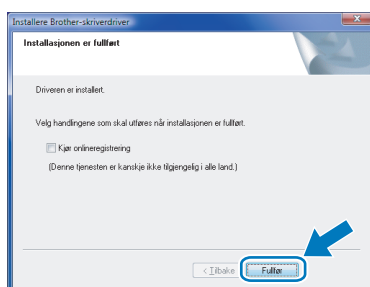 Installere Brother-skriverdriver
Installasjonen er fullført
Driveren er installert.
Velg handlingene som skal utføres når installasjonen er fullført.
Kjør onlineregistrering
(Denne tjenesten er kanskje ikke tilgjengelig i alle land.)
< Tilbake
Fullfør